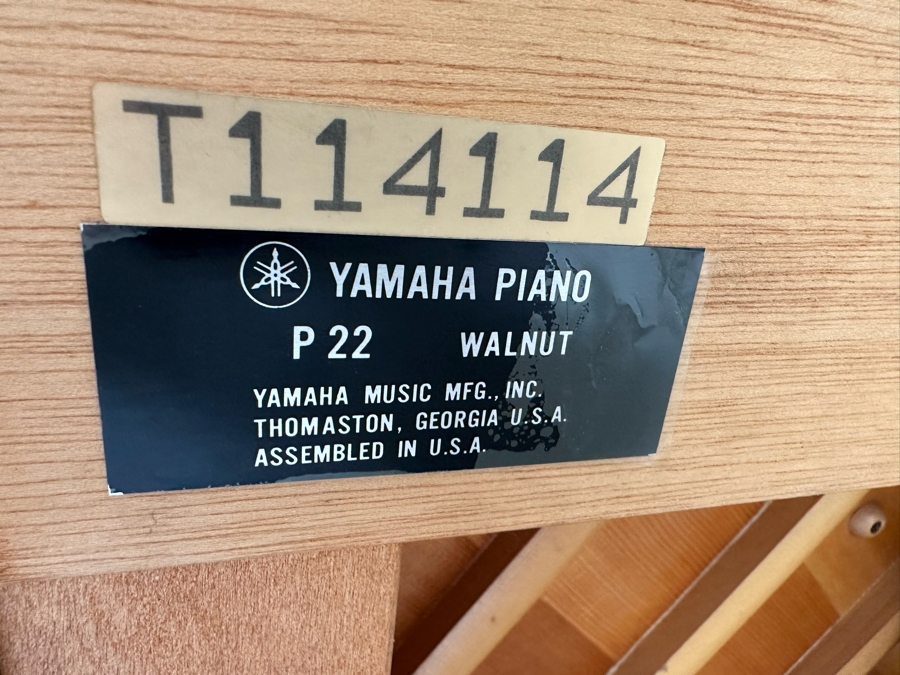 T114114
YAMAHA PIANO
P 22 WALNUT
YAMAHA MUSIC MFG., INC.
THOMASTON, GEORGIA U.S.A.
ASSEMBLED IN U.S.A.